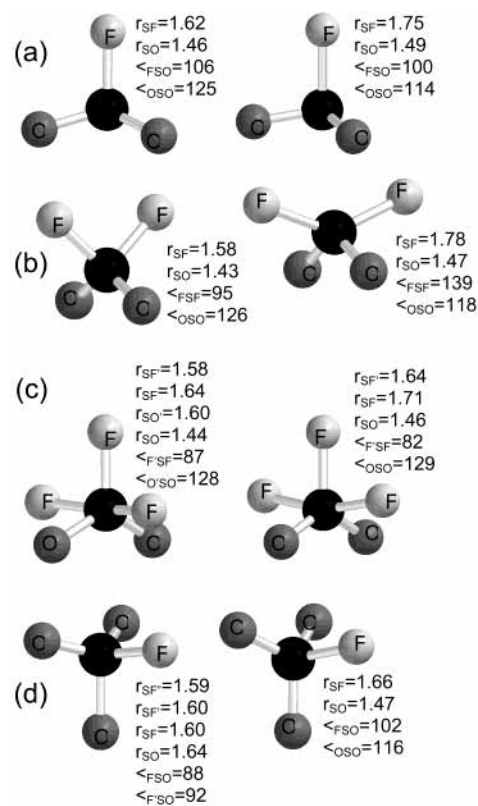 (a)
F
C
C
rSF=1.62
rSO=1.46
<FSO=106
<OSO=125
F
C
C
rSF=1.75
rSO=1.49
<FSO=100
<OSO=114
(b)
F
F
C
C
rSF=1.58
rSO=1.43
<FSF=95
<OSO=126
F
F
C
C
rSF=1.78
rSO=1.47
<FSF=139
<OSO=118
(c)
rSF'=1.58
rSF=1.64
rSO'=1.60
rSO=1.44
<F'SF=87
<O'SO=128
F
F
F
O
C
rSF'=1.64
rSF=1.71
rSO=1.46
<F'SF=82
<OSO=129
F
F
F
C
C
(d)
C
C
F
C
rSF'=1.59
rSF'=1.60
rSF=1.60
rSO=1.64
<FSO=88
<F'SO=92
C
C
F
C
rSF=1.66
rSO=1.47
<FSO=102
<OSO=116